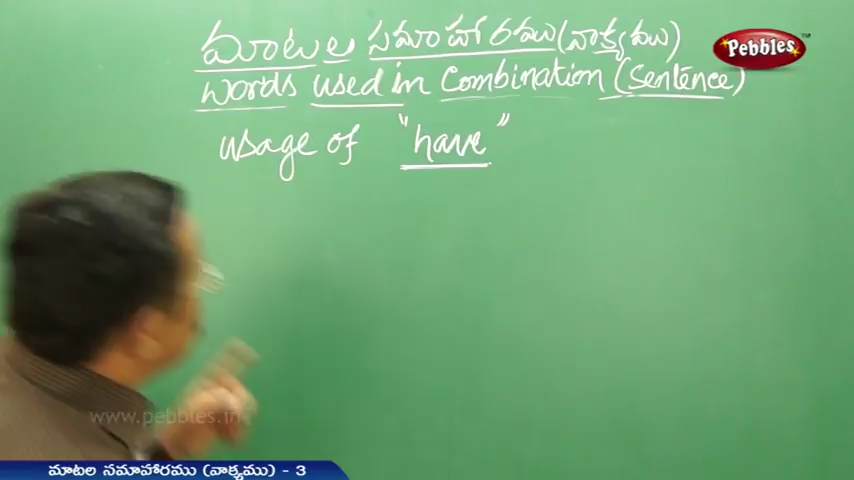 మాటల సమాహారము (వాక్యము)
Pebbles™
words used in Combination (Sentence)
usage of "have"
www.pebbles.in
మాటల సమాహారము (వాక్యము) - 3